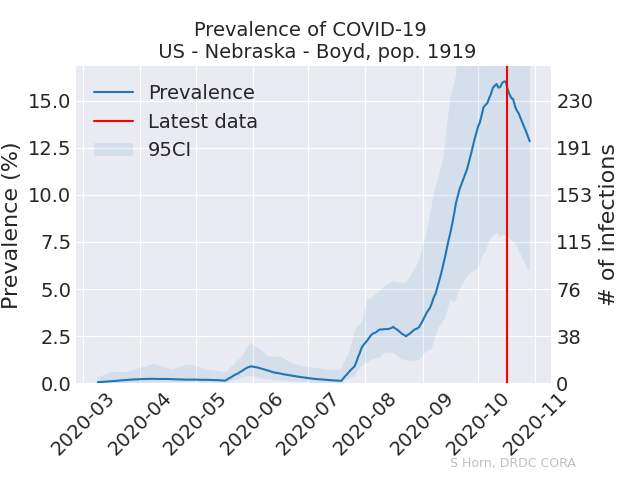 Prevalence of COVID-19
US - Nebraska - Boyd, pop. 1919
Prevalence
Latest data
95CI
Prevalence (%)
15.0
12.5
10.0
7.5
5.0
2.5
0.0
230
191
153
115
76
38
0
# of infections
2020-03
2020-04
2020-05
2020-06
2020-07
2020-08
2020-09
2020-10
2020-11
S Horn, DRDC CORA